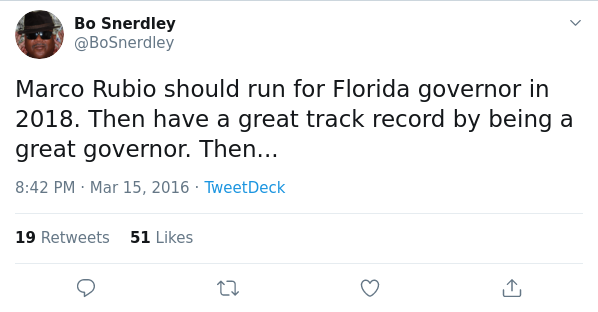 Bo Snerdley
@BoSnerdley
Marco Rubio should run for Florida governor in
2018. Then have a great track record by being a
great governor. Then...
8:42 PM · Mar 15, 2016 · TweetDeck
19 Retweets 51 Likes